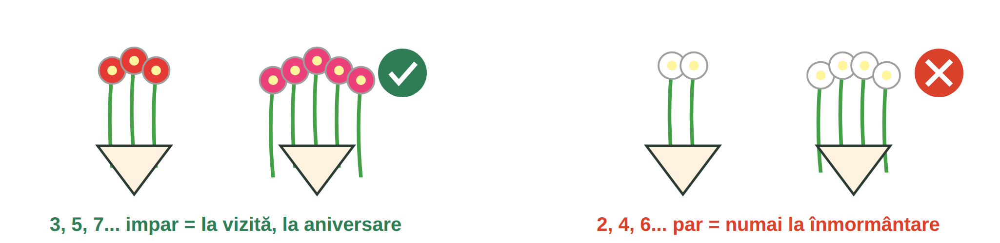 3, 5, 7... impar = la vizită, la aniversare
2, 4, 6... par = numai la înmormântare